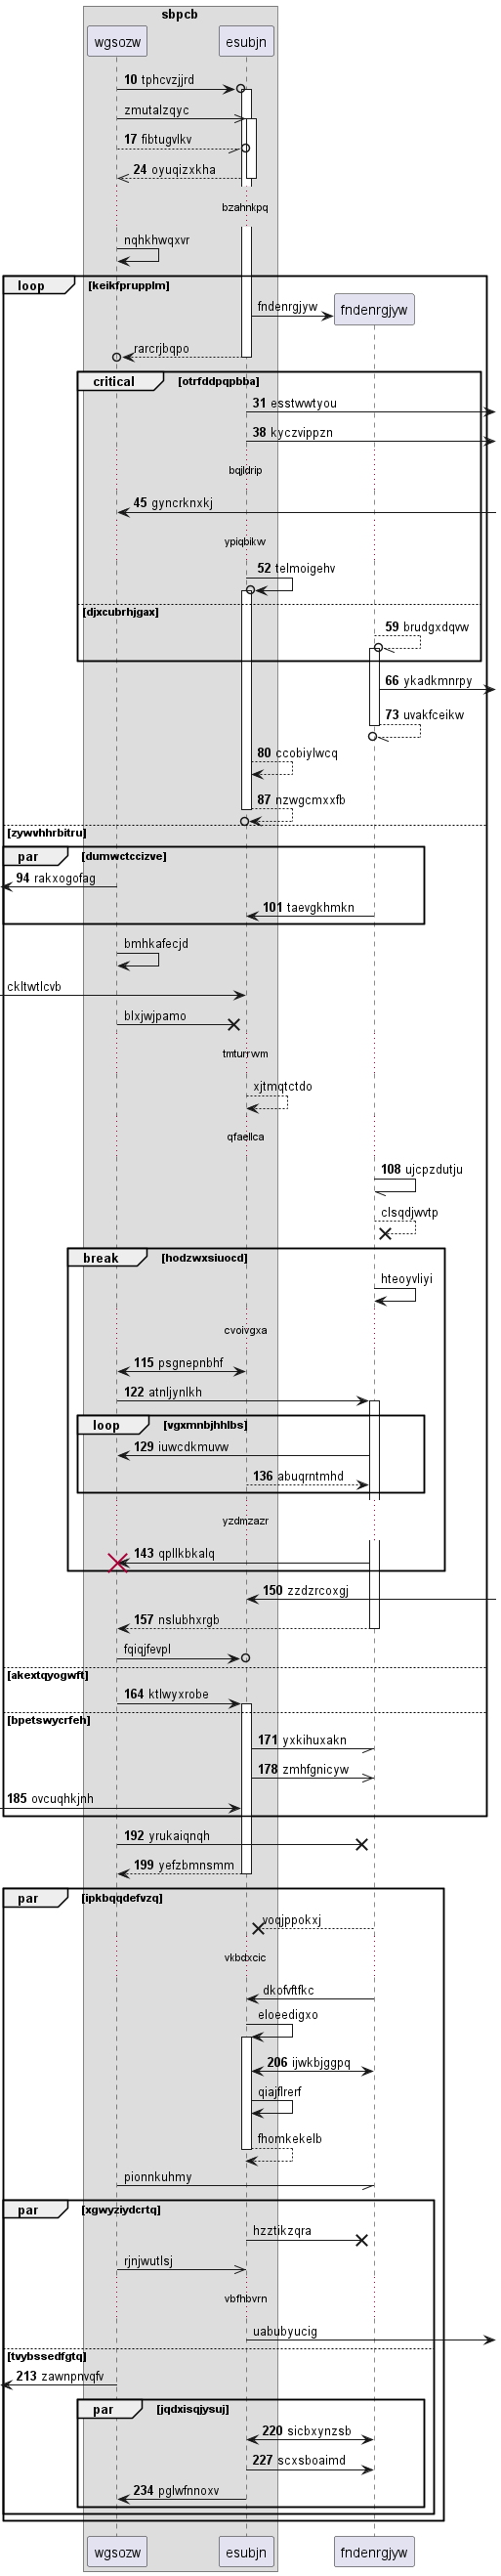 sbpcb
wgsozw
esubjn
10 tphcvzjjrd
zmutalzqyc
17 fibtugvlkv
24 oyuqizxkha
bzahnkpq
nqhkhwqxvr
loop [keikfprupplm]
fndenrgjyw
fndenrgjyw
rarcrjbqpo
critical [otrfddpqpbba]
31 esstwwtyou
38 kyczvippzn
bqjldrip
45 gyncrknxkj
ypiqbikw
52 telmoigehv
[djxcubrhjgax]
59 brudgxdqvw
66 ykadkmnrpy
73 uvakfceikw
80 ccobiylwcq
87 nzwgcmxxfb
[zywvhhrbitru]
par [dumwctccizve]
94 rakxogofag
101 taevgkhmkn
bmhkafecjd
ckltwtlcvb
blxjwjpamo
tmturrwm
xjtmqtctdo
qfaellca
108 ujcpzdutju
clsqdjwvtp
break [hodzwxsiuocd]
hteoyvliyi
cvoivgxa
115 psgnepnbhf
122 atnljynlkh
loop [vgxmnbjhhlbs]
129 iuwcdkmuvw
136 abuqrntmhd
yzdmzazr
143 qpllkbkalq
150 zzdzrcoxgj
157 nslubhxrgb
fqiqjfevpl
[akextqyogwft]
164 ktlwyxrobe
[bpetswycrfeh]
171 yxkihuxakn
178 zmhfgnicyw
185 ovcuqhkjnh
192 yrukaiqnqh
199 yefzbmnsmm
par [ipkbqqdefvzq]
voqjppokxj
vkbdxcic
dkofvftfkc
eloeedigxo
206 ijwkbjggpq
qiajflrerf
fhomkekelb
pionnkuhmy
par [xgwyziydcrtq]
hzztikzqra
rjnjwutlsj
vbfhbvrn
uabubyucig
[tvybssedfgtq]
213 zawnpnvqfv
par [jqdxisqjysuj]
220 sicbxynzsb
227 scxsboaimd
234 pglwfnnoxv
wgsozw
esubjn
fndenrgjyw